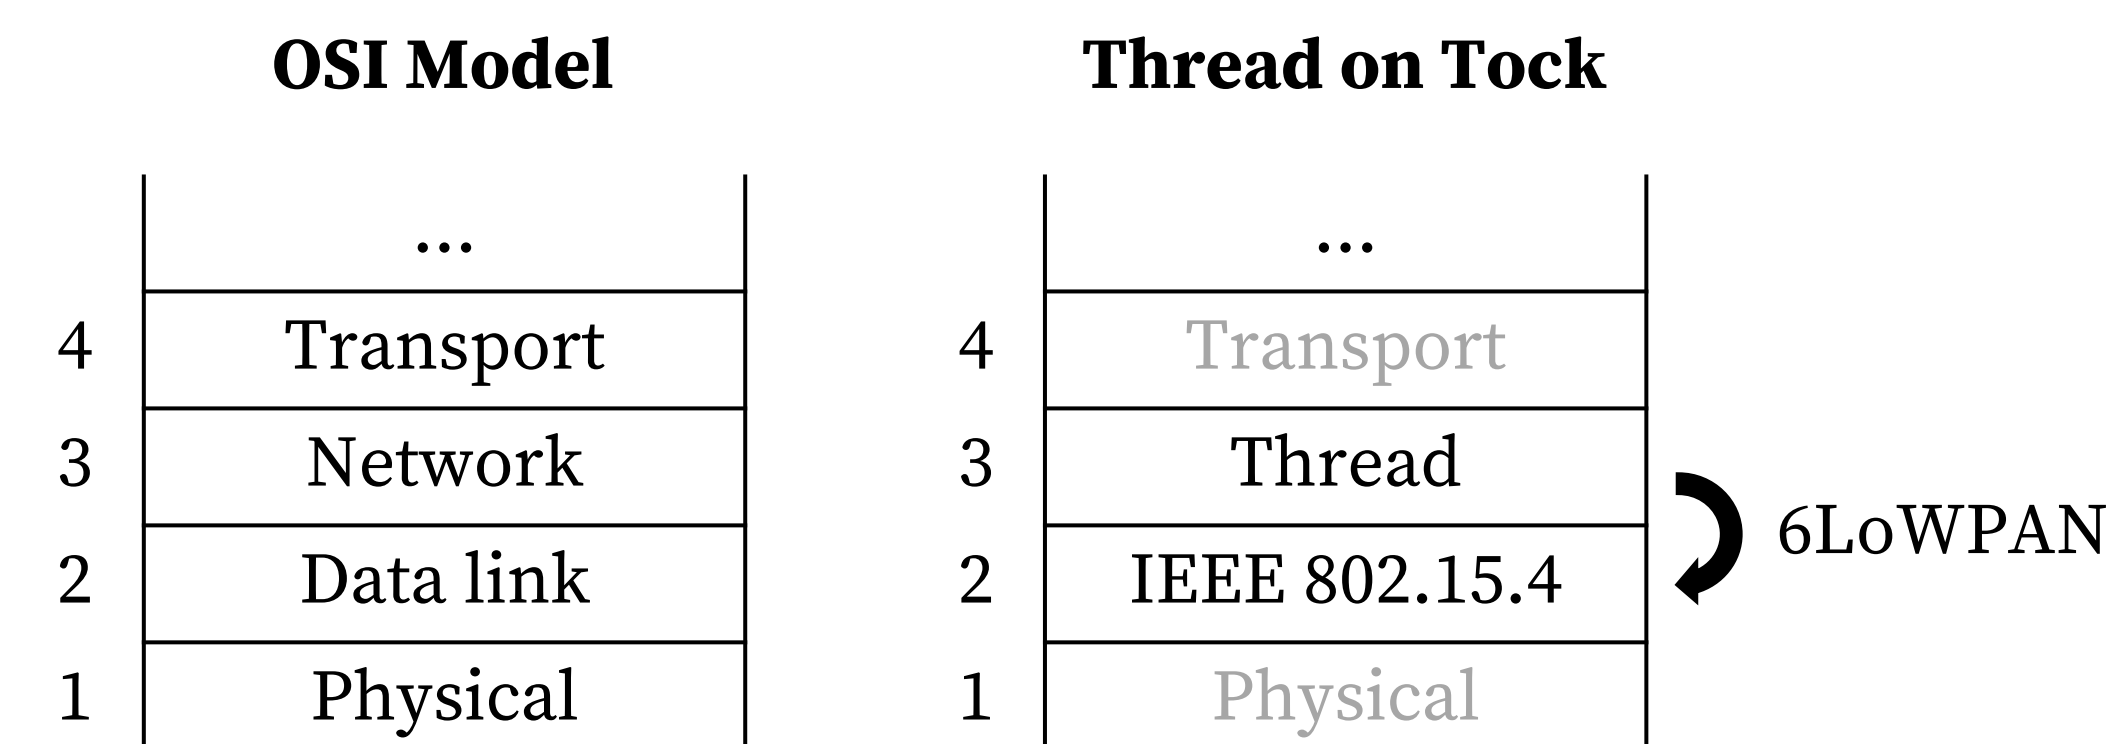 OSI Model
Thread on Tock
...
...
4 Transport
4 Transport
3 Network
3 Thread
6LoWPAN
2 Data link
2 IEEE 802.15.4
1 Physical
1 Physical